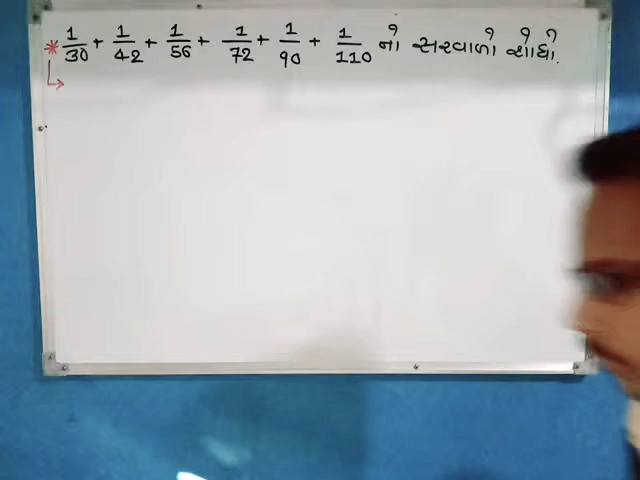 * 1/30 + 1/42 + 1/56 + 1/72 + 1/90 + 1/110 નો સરવાળો શોધો.